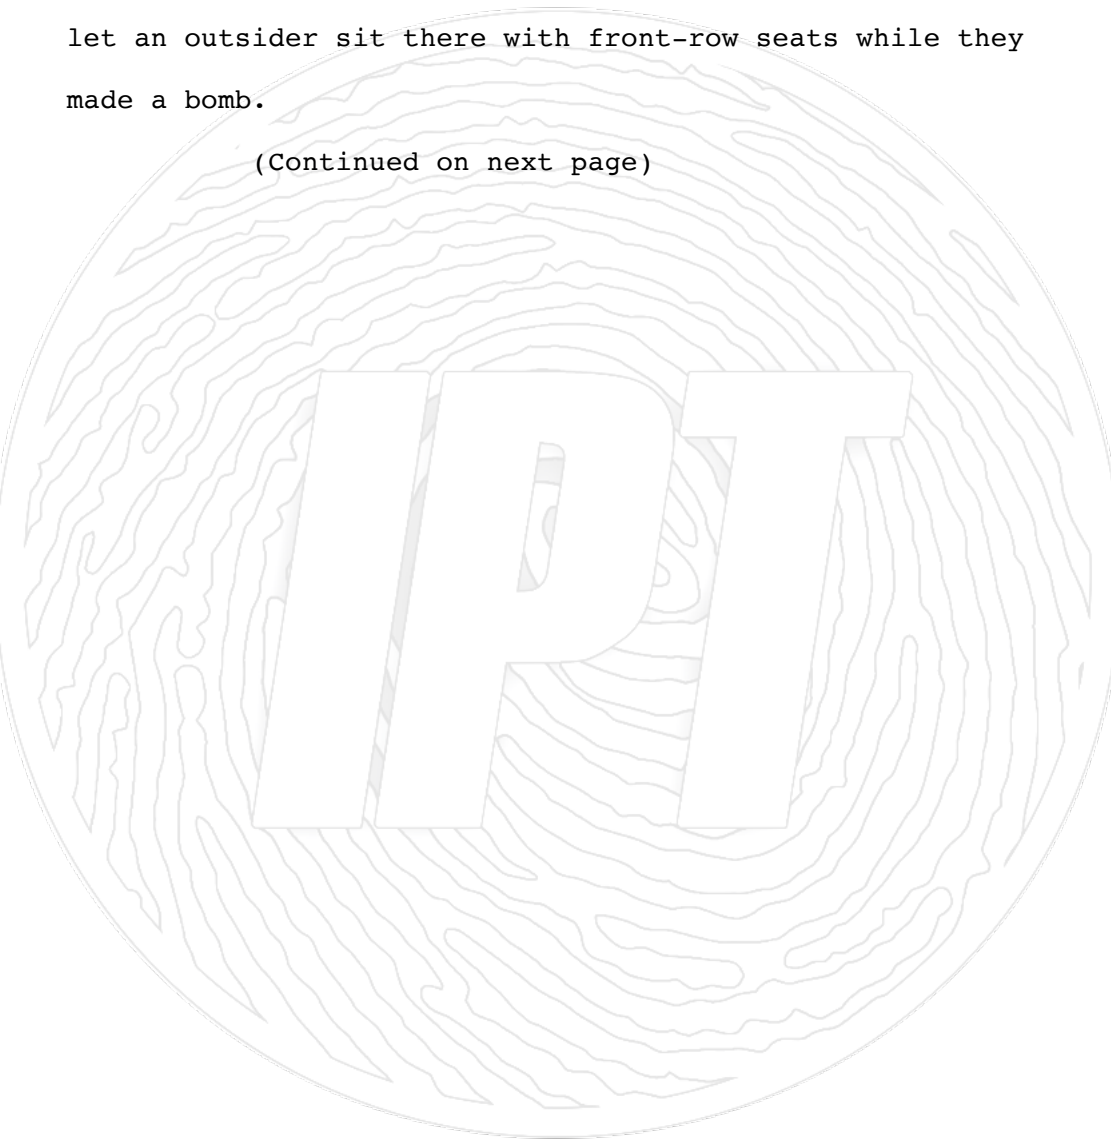 let an outsider sit there with front-row seats while they
made a bomb.
(Continued on next page)
IPT